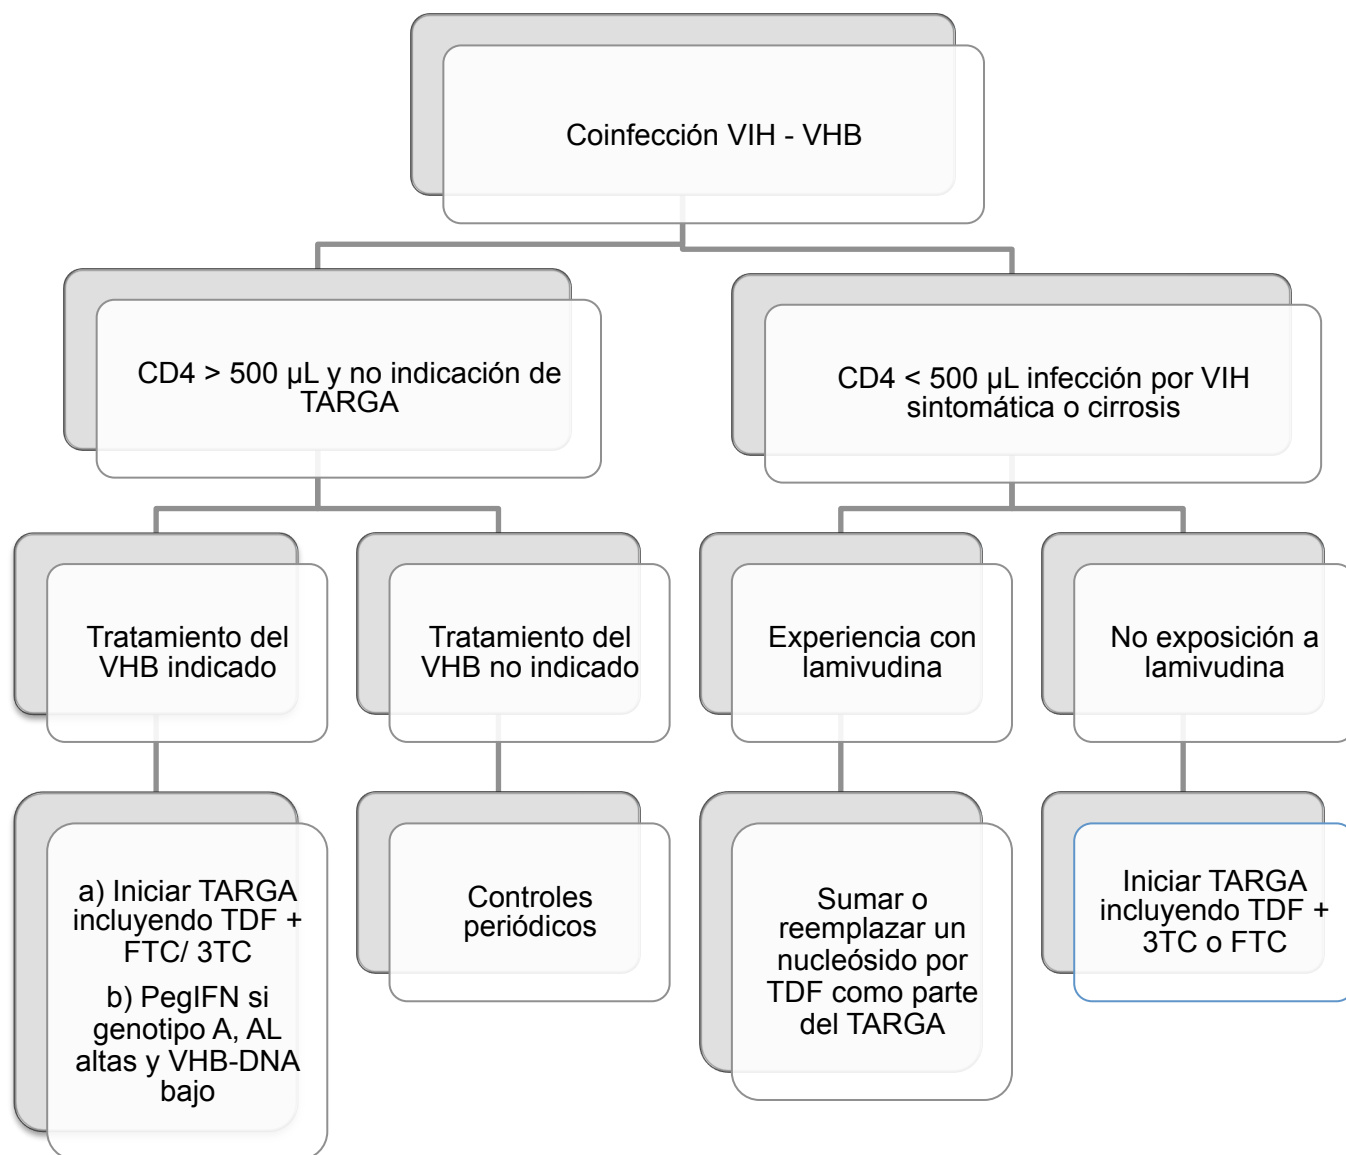 Coinfección VIH - VHB
CD4 > 500 µL y no indicación de
TARGA
CD4 < 500 µL infección por VIH
sintomática o cirrosis
Tratamiento del
VHB indicado
Tratamiento del
VHB no indicado
Experiencia con
lamivudina
No exposición a
lamivudina
a) Iniciar TARGA
incluyendo TDF +
FTC/ 3TC
b) PegIFN si
genotipo A, AL
altas y VHB-DNA
bajo
Controles
periódicos
Sumar o
reemplazar un
nucleósido por
TDF como parte
del TARGA
Iniciar TARGA
incluyendo TDF +
3TC o FTC